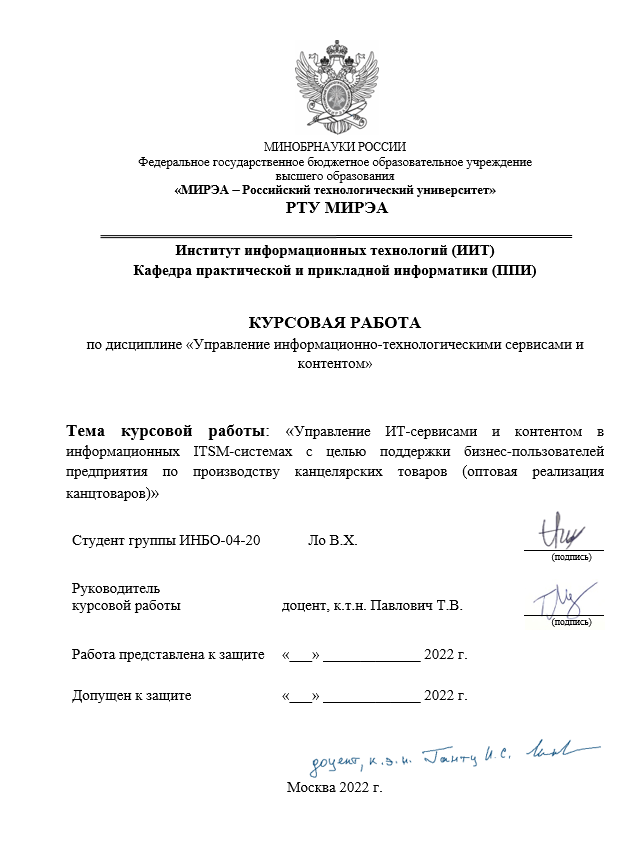 МИНОБРНАУКИ РОССИИ
Федеральное государственное бюджетное образовательное учреждение
высшего образования
«МИРЭА – Российский технологический университет»
РТУ МИРЭА
Институт информационных технологий (ИИТ)
Кафедра практической и прикладной информатики (ППИ)
КУРСОВАЯ РАБОТА
по дисциплине «Управление информационно-технологическими сервисами и
контентом»
Тема курсовой работы: «Управление ИТ-сервисами и контентом в
информационных ITSM-системах с целью поддержки бизнес-пользователей
предприятия по производству канцелярских товаров (оптовая реализация
канцтоваров)»
Студент группы ИНБО-04-20 Ло В.Х.
(подпись)
Руководитель
курсовой работы доцент, к.т.н. Павлович Т.В.
(подпись)
Работа представлена к защите «___» _____________ 2022 г.
Допущен к защите «___» _____________ 2022 г.
доцент, к.э.н. Гантц И.С.
Москва 2022 г.